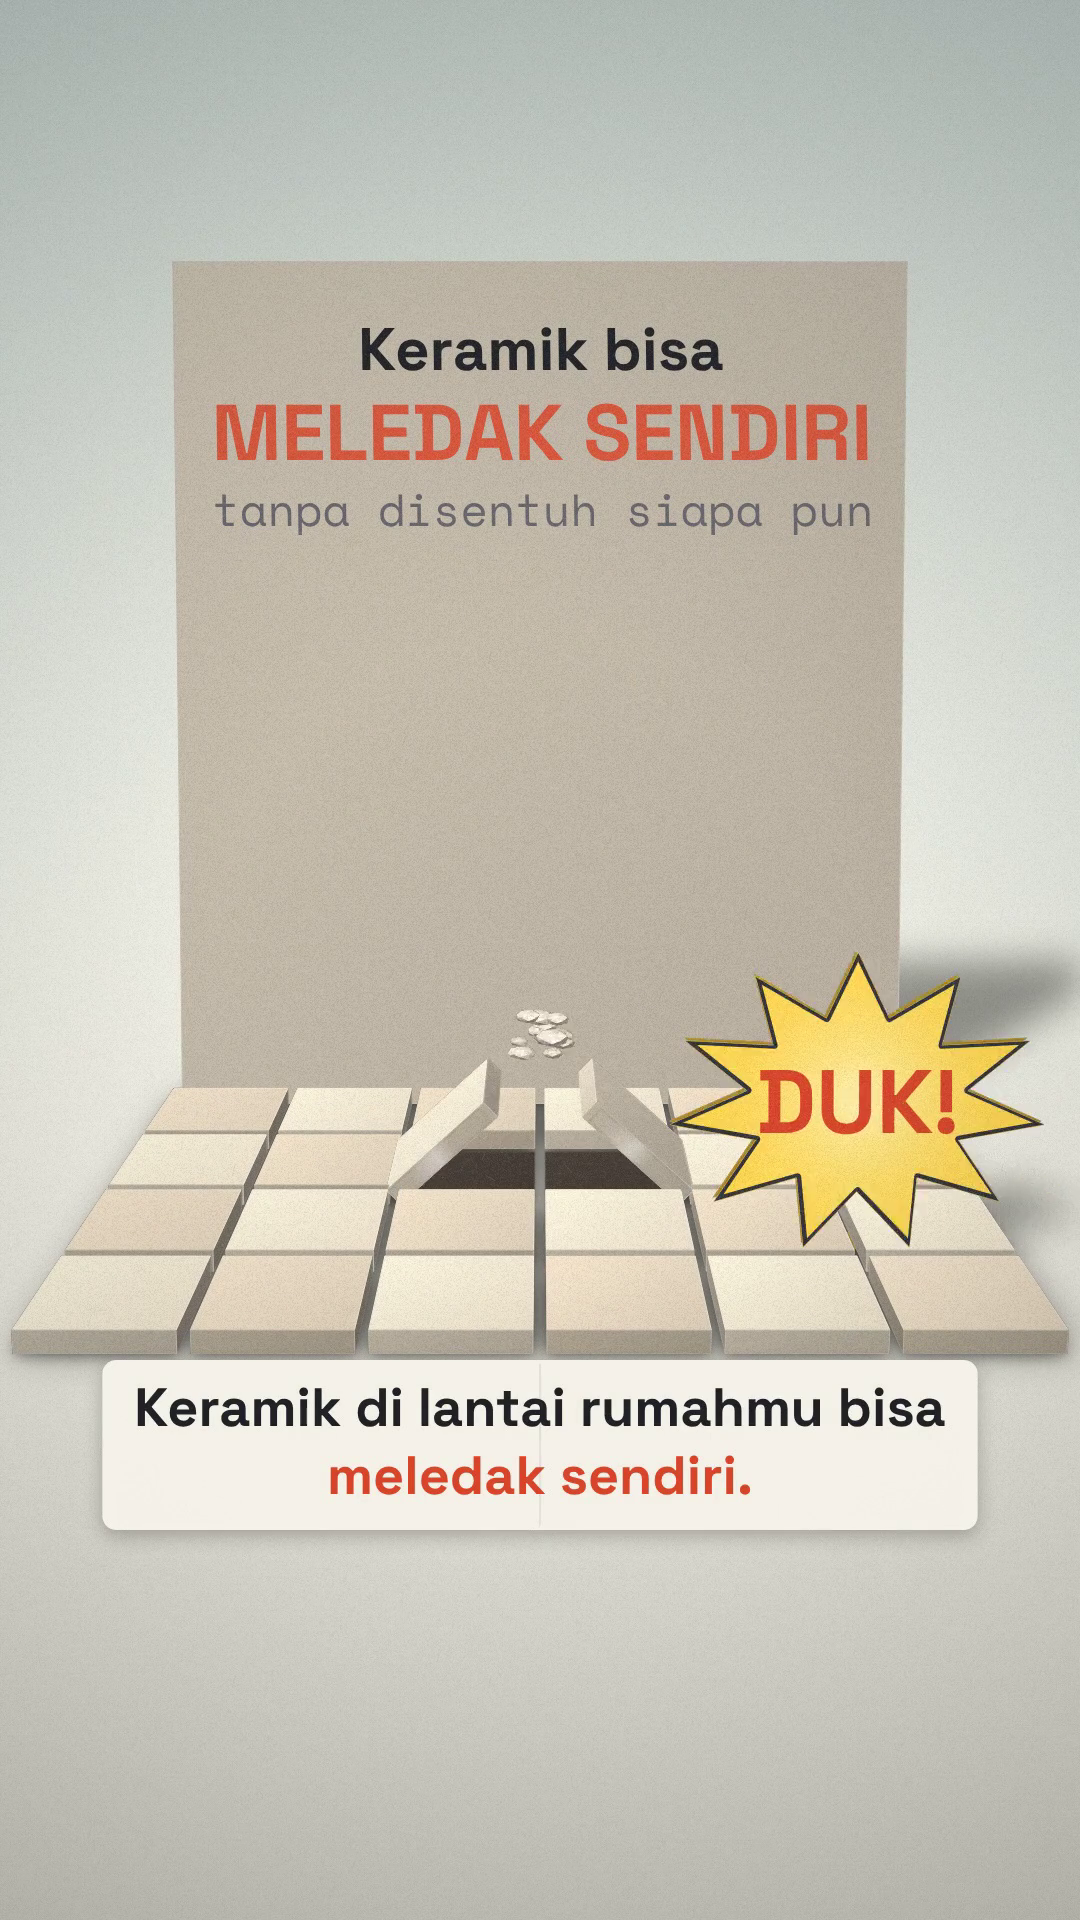 Keramik bisa
MELEDAK SENDIRI
tanpa disentuh siapa pun
DUK!
Keramik di lantai rumahmu bisa
meledak sendiri.